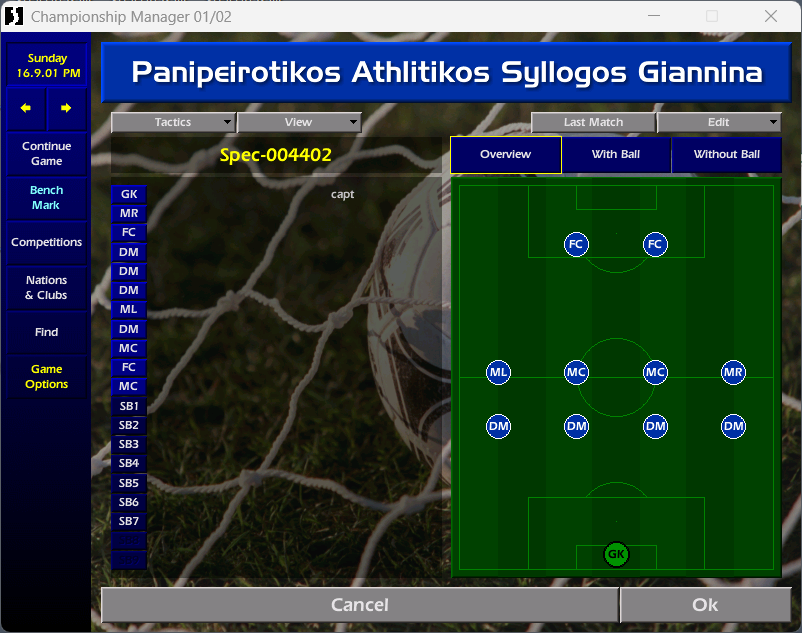 Championship Manager 01/02
Sunday
16.9.01 PM
Panipeirotikos Athlitikos Syllogos Giannina
Continue
Game
Bench
Mark
Competitions
Nations
& Clubs
Find
Game
Options
Tactics
View
Last Match
Edit
Spec-004402
Overview
With Ball
Without Ball
GK
capt
MR
FC
DM
DM
DM
ML
DM
MC
FC
MC
SB1
SB2
SB3
SB4
SB5
SB6
SB7
FC FC
ML MC MC MR
DM DM DM DM
GK
Cancel
Ok